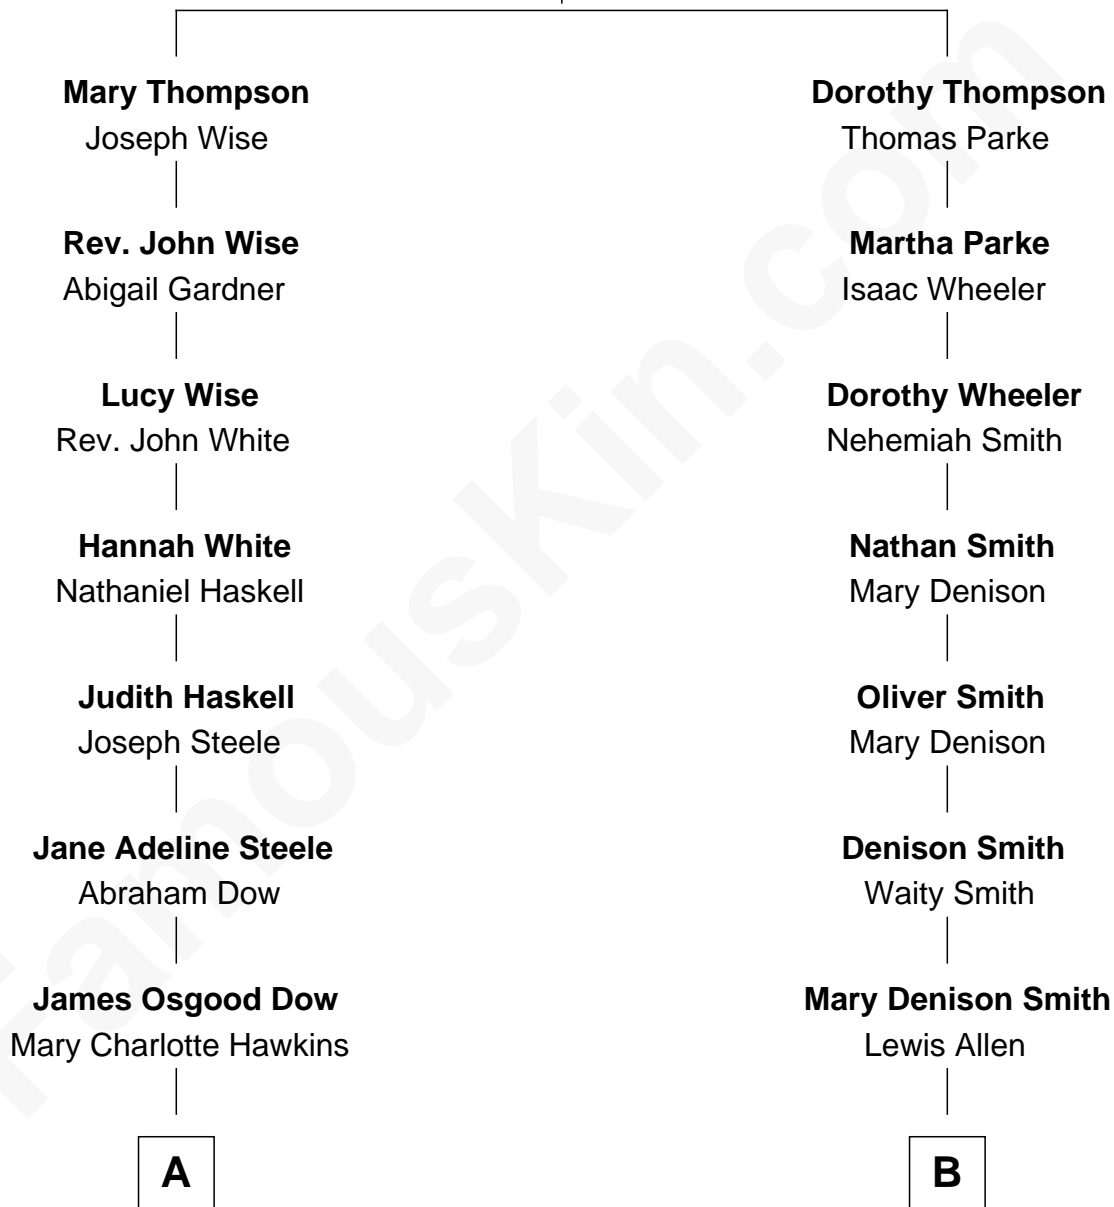 Mary Thompson
Joseph Wise
Rev. John Wise
Abigail Gardner
Lucy Wise
Rev. John White
Hannah White
Nathaniel Haskell
Judith Haskell
Joseph Steele
Jane Adeline Steele
Abraham Dow
James Osgood Dow
Mary Charlotte Hawkins
A
Dorothy Thompson
Thomas Parke
Martha Parke
Isaac Wheeler
Dorothy Wheeler
Nehemiah Smith
Nathan Smith
Mary Denison
Oliver Smith
Mary Denison
Denison Smith
Waity Smith
Mary Denison Smith
Lewis Allen
B
FamousKin.com